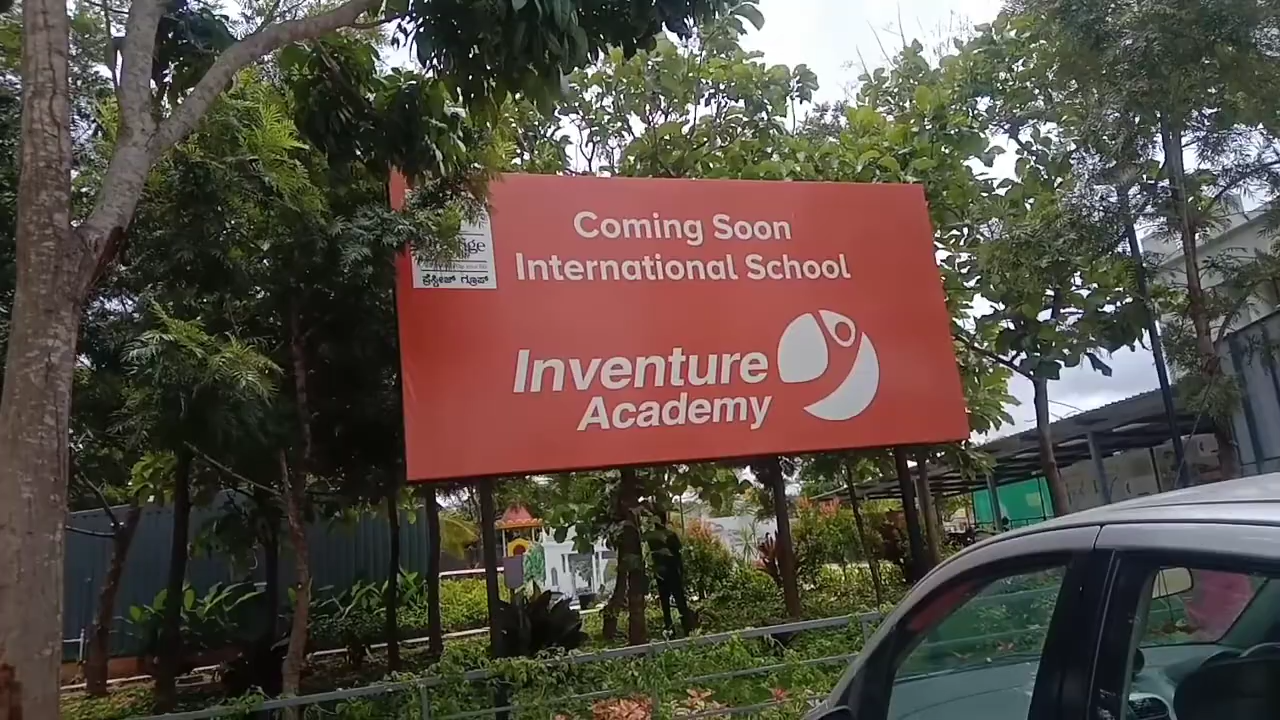 Coming Soon
International School
ಪ್ರೆಸ್ಟೀಜ್ ಗ್ರೂಪ್
Inventure
Academy